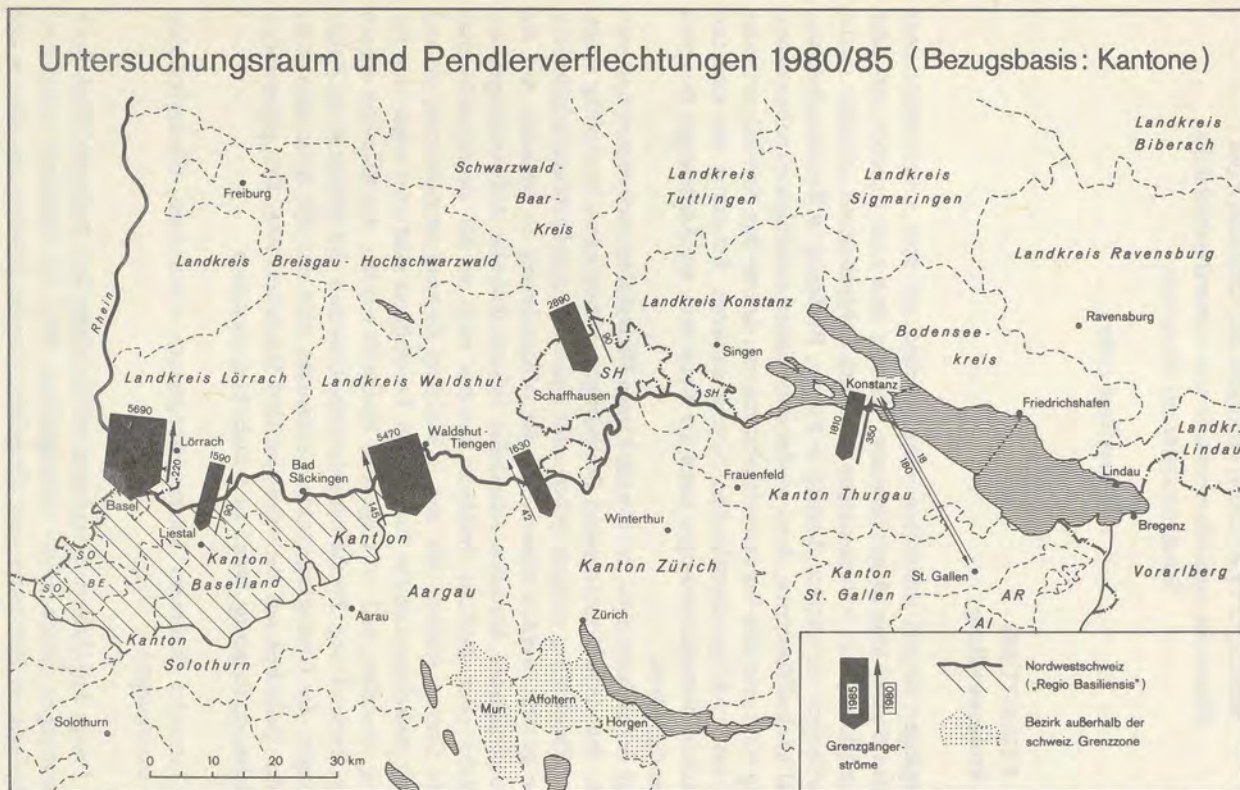 Untersuchungsraum und Pendlerverflechtungen 1980/85 (Bezugsbasis: Kantone)
Landkreis
Biberach
Schwarzwald-
Baar-
Kreis
Landkreis
Tuttlingen
Landkreis
Sigmaringen
Freiburg
Landkreis Breisgau-Hochschwarzwald
Landkreis Ravensburg
Rhein
2890
90
Landkreis Konstanz
Ravensburg
Bodensee-
kreis
Singen
Landkreis Lörrach
Landkreis Waldshut
SH
SH
Schaffhausen
Konstanz
Friedrichshafen
5690
220
Lörrach
1590
90
Bad
Säckingen
5470
145
Waldshut-
Tiengen
1630
42
1810
350
18
180
Landkr.
Lindau
Lindau
Basel
Frauenfeld
Kanton Thurgau
Bregenz
Liestal
Winterthur
SO
SO
BE
Kanton
Baselland
Kanton
Aargau
Kanton Zürich
Kanton
St. Gallen
St. Gallen
AR
AI
Vorarlberg
Aarau
Zürich
Kanton
Solothurn
Muri
Affoltern
Horgen
Solothurn
0 10 20 30 km
1985
1980
Grenzgänger-
ströme
Nordwestschweiz
(„Regio Basiliensis")
Bezirk außerhalb der
schweiz. Grenzzone